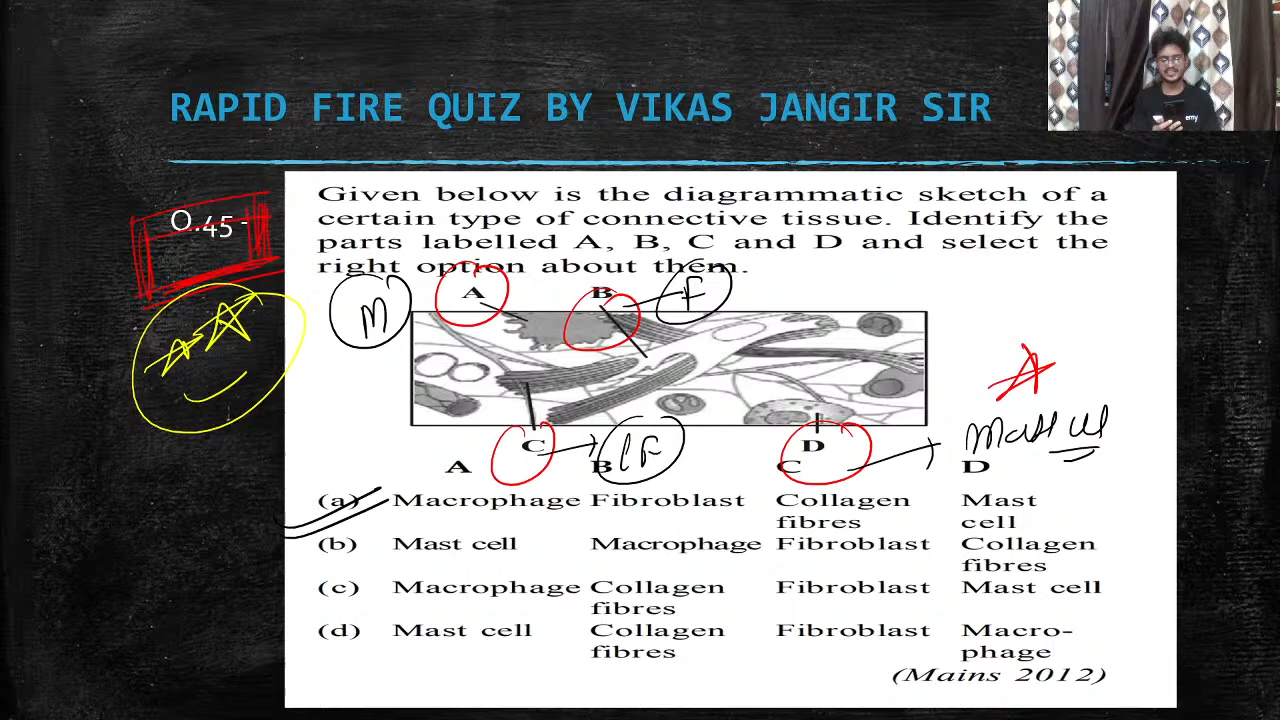 RAPID FIRE QUIZ BY VIKAS JANGIR SIR
0.45
Given below is the diagrammatic sketch of a
certain type of connective tissue. Identify the
parts labelled A, B, C and D and select the
right option about them.
M
A B F
C CF D Mast cell
A B C D
(a) Macrophage Fibroblast Collagen fibres Mast cell
(b) Mast cell Macrophage Fibroblast Collagen fibres
(c) Macrophage Collagen fibres Fibroblast Mast cell
(d) Mast cell Collagen fibres Fibroblast Macro-phage
(Mains 2012)